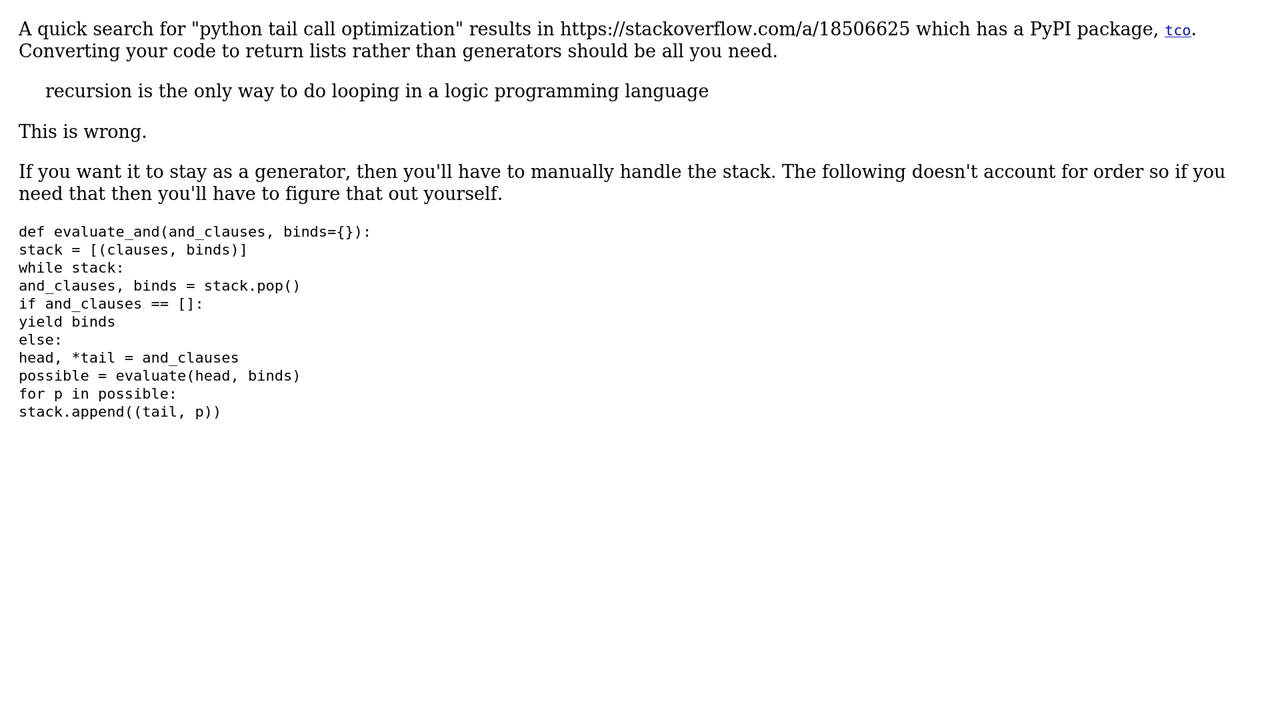 A quick search for "python tail call optimization" results in https://stackoverflow.com/a/18506625 which has a PyPI package, tco.
Converting your code to return lists rather than generators should be all you need.
recursion is the only way to do looping in a logic programming language
This is wrong.
If you want it to stay as a generator, then you'll have to manually handle the stack. The following doesn't account for order so if you
need that then you'll have to figure that out yourself.
def evaluate_and(and_clauses, binds={}):
stack = [(clauses, binds)]
while stack:
and_clauses, binds = stack.pop()
if and_clauses == []:
yield binds
else:
head, *tail = and_clauses
possible = evaluate(head, binds)
for p in possible:
stack.append((tail, p))